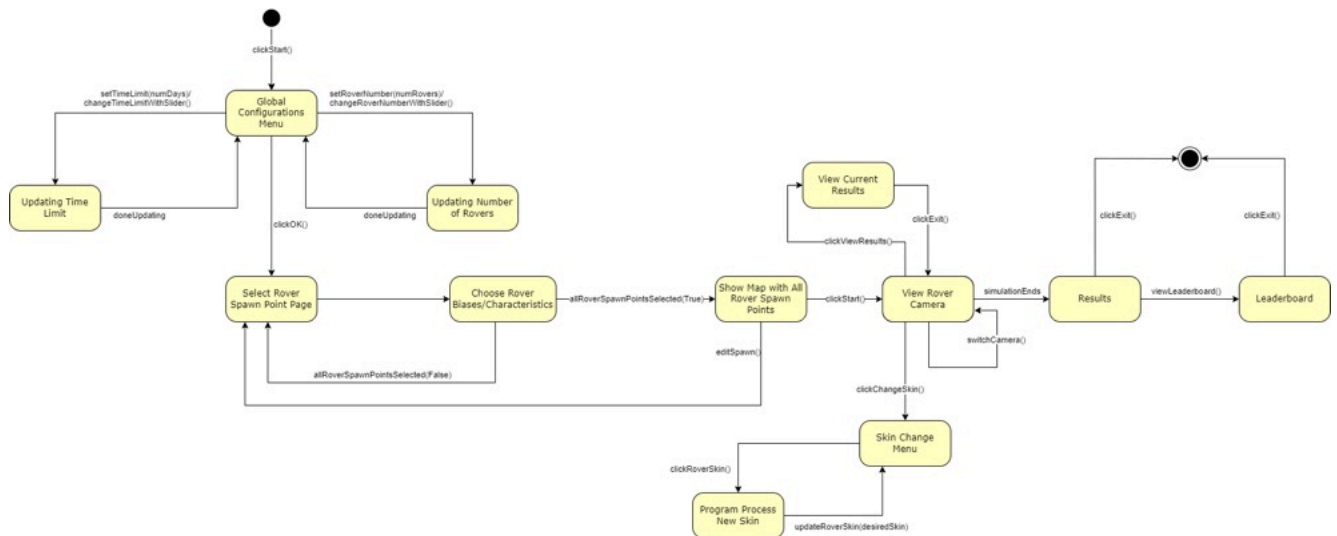 clickStart()
setTimeLimit(numDays)/
changeTimeLimitWithSlider()
Global
Configurations
Menu
setRoverNumber(numRovers)/
changeRoverNumberWithSlider()
Updating Time
Limit
doneUpdating
doneUpdating
Updating Number
of Rovers
clickOK()
View Current
Results
clickExit()
clickViewResults()
clickExit()
clickExit()
Select Rover
Spawn Point Page
Choose Rover
Biases/Characteristics
allRoverSpawnPointsSelected(True)
Show Map with All
Rover Spawn
Points
clickStart()
View Rover
Camera
simulationEnds
Results
viewLeaderboard()
Leaderboard
switchCamera()
editSpawn()
allRoverSpawnPointsSelected(False)
clickChangeSkin()
Skin Change
Menu
clickRoverSkin()
Program Process
New Skin
updateRoverSkin(desiredSkin)